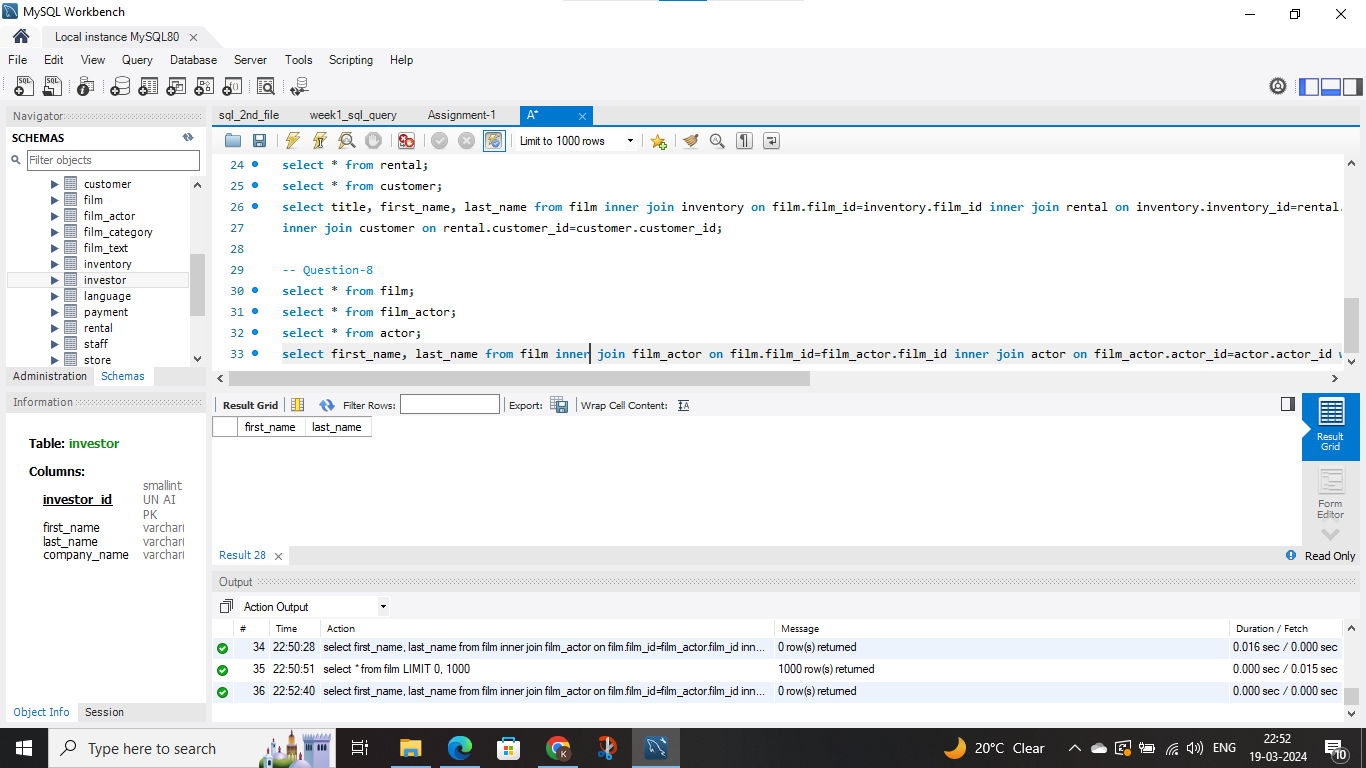 MySQL Workbench
Local instance MySQL80
File Edit View Query Database Server Tools Scripting Help
Navigator
SCHEMAS
Filter objects
customer
film
film_actor
film_category
film_text
inventory
investor
language
payment
rental
staff
store
Administration Schemas
Information
Table: investor
Columns:
investor_id smallint UN AI PK
first_name varchar(
last_name varchar(
company_name varchar(
Object Info Session
sql_2nd_file week1_sql_query Assignment-1 A*
Limit to 1000 rows
24 select * from rental;
25 select * from customer;
26 select title, first_name, last_name from film inner join inventory on film.film_id=inventory.film_id inner join rental on inventory.inventory_id=rental.
27 inner join customer on rental.customer_id=customer.customer_id;
28
29 -- Question-8
30 select * from film;
31 select * from film_actor;
32 select * from actor;
33 select first_name, last_name from film inner join film_actor on film.film_id=film_actor.film_id inner join actor on film_actor.actor_id=actor.actor_id w
Result Grid Filter Rows: Export: Wrap Cell Content:
first_name last_name
Result Grid
Form Editor
Result 28
Read Only
Output
Action Output
# Time Action Message Duration / Fetch
34 22:50:28 select first_name, last_name from film inner join film_actor on film.film_id=film_actor.film_id inn... 0 row(s) returned 0.016 sec / 0.000 sec
35 22:50:51 select * from film LIMIT 0, 1000 1000 row(s) returned 0.000 sec / 0.015 sec
36 22:52:40 select first_name, last_name from film inner join film_actor on film.film_id=film_actor.film_id inn... 0 row(s) returned 0.000 sec / 0.000 sec
Type here to search
20°C Clear
ENG
22:52
19-03-2024
10